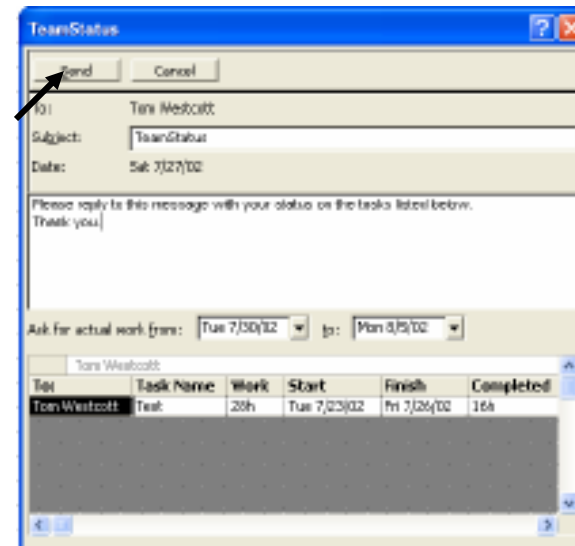 TeamStatus
Send Cancel
To: Tom Westcott
Subject: TeamStatus
Date: Sat 7/27/02
Please reply to this message with your status on the tasks listed below.
Thank you.
Ask for actual work from: Tue 7/30/02 to: Mon 8/5/02
Tom Westcott
To: Task Name Work Start Finish Completed
Tom Westcott Test 28h Tue 7/23/02 Fri 7/26/02 16h